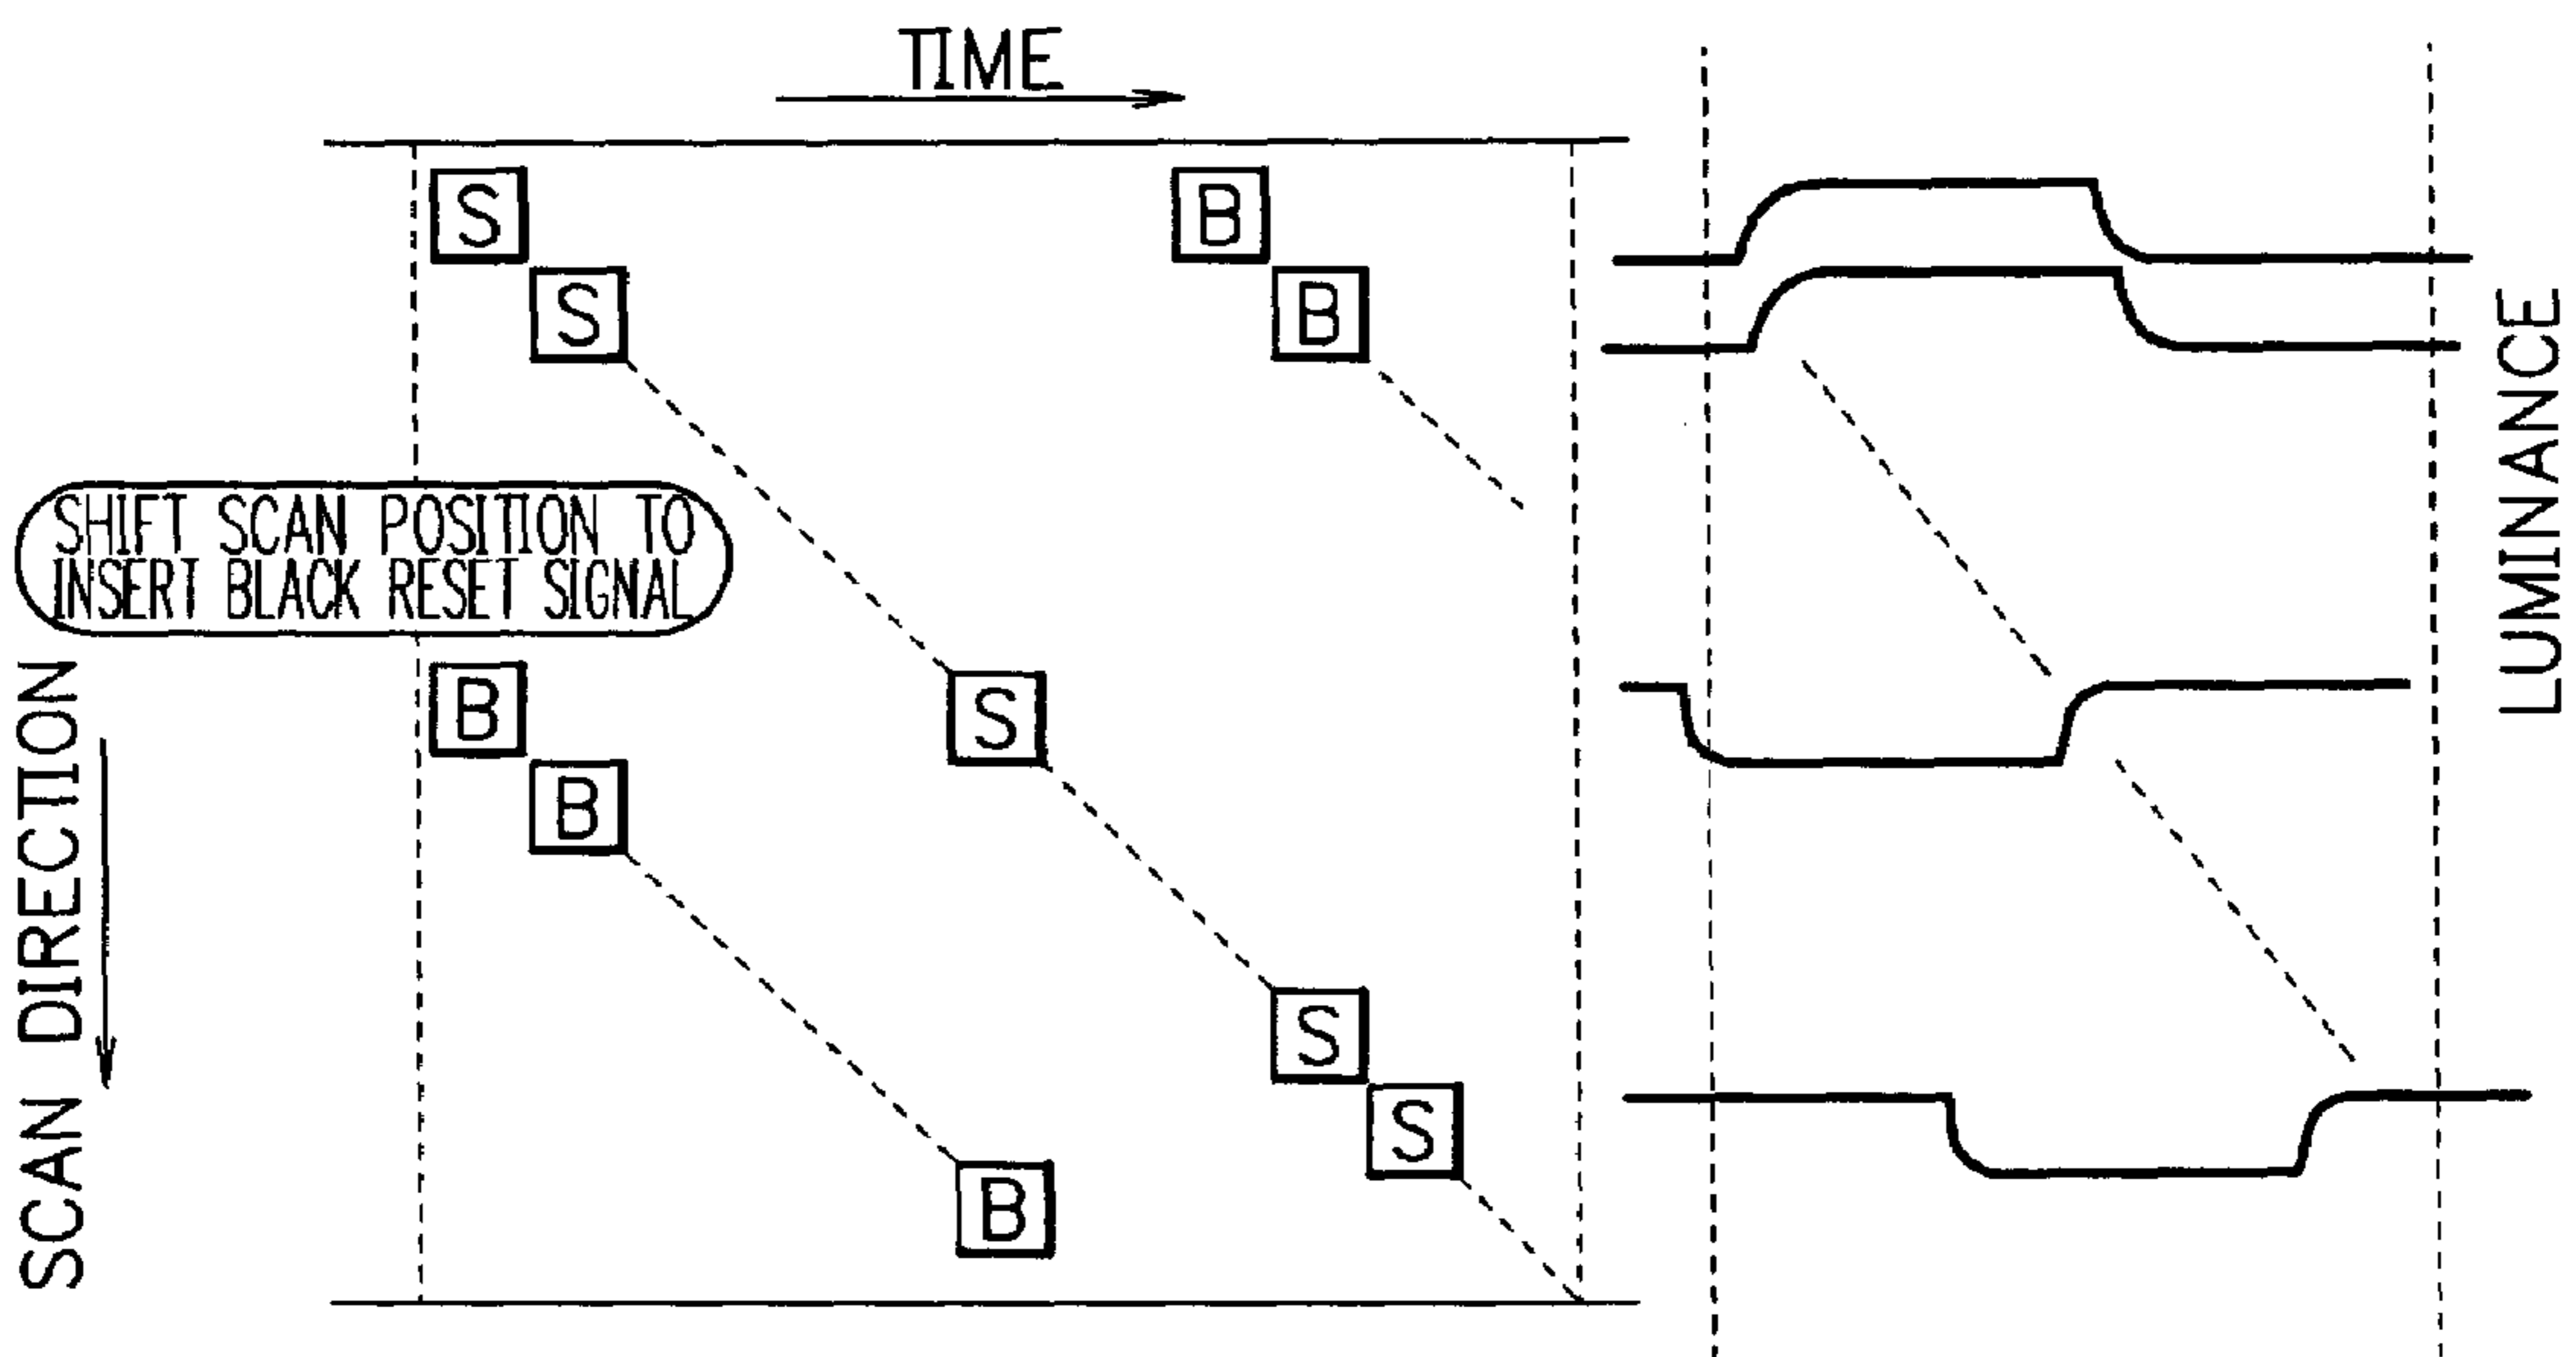 TIME
S
B
S
B
SHIFT SCAN POSITION TO
INSERT BLACK RESET SIGNAL
B
S
B
S
S
B
SCAN DIRECTION
LUMINANCE